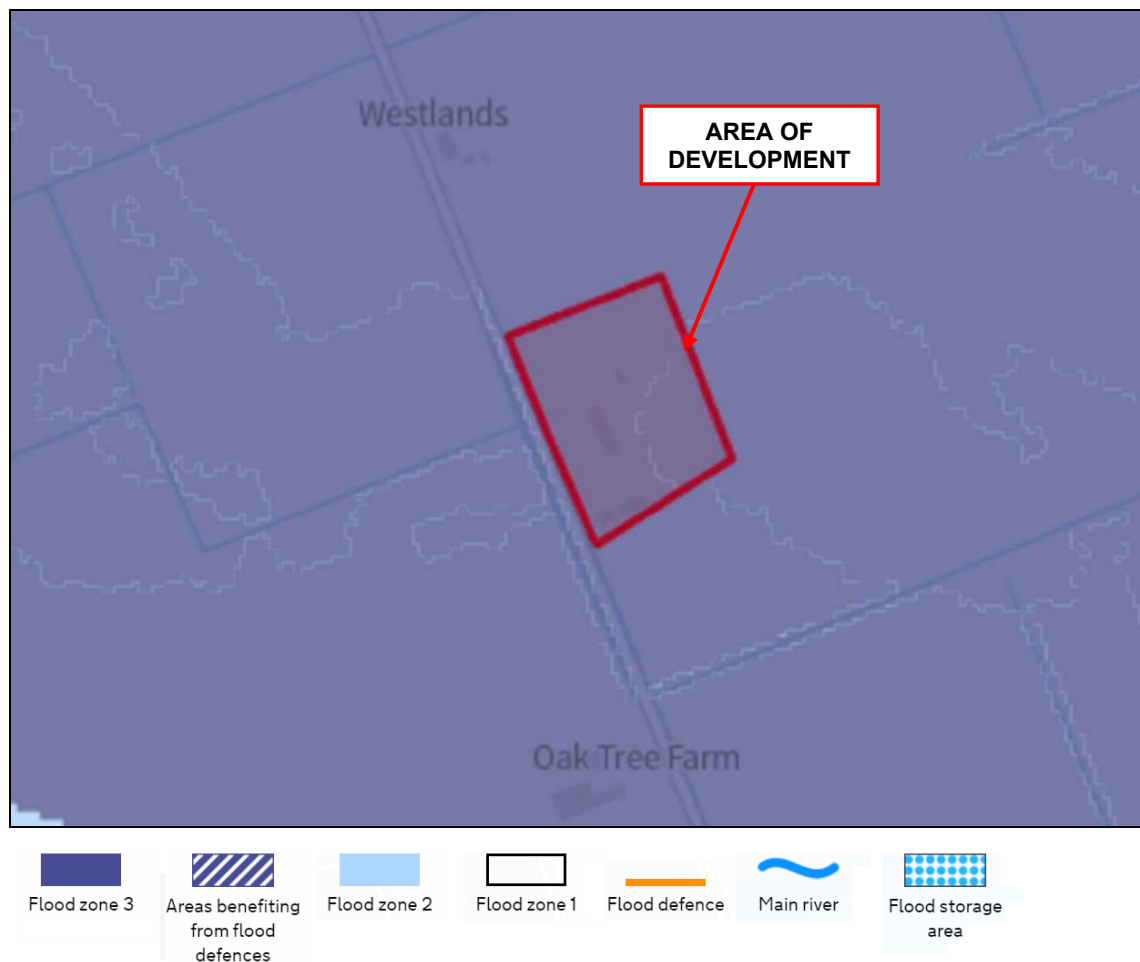 Westlands
AREA OF
DEVELOPMENT
Oak Tree Farm
Flood zone 3
Areas benefiting
from flood
defences
Flood zone 2
Flood zone 1
Flood defence
Main river
Flood storage
area